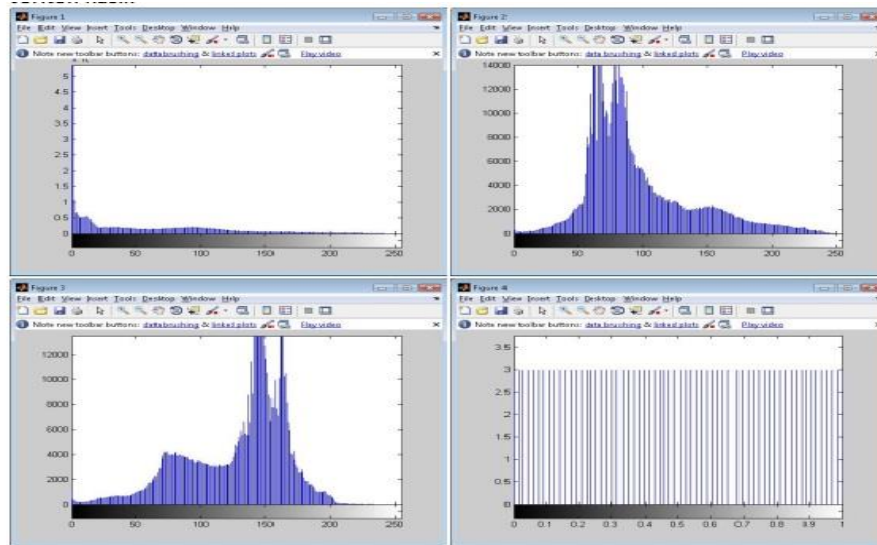 Figure 1
File Edit View Insert Tools Desktop Window Help
Note new toolbar buttons: data brushing & linked plots Play video
5
4.5
4
3.5
3
2.5
2
1.5
1
0.5
0
0 50 100 150 200 250
Figure 2
File Edit View Insert Tools Desktop Window Help
Note new toolbar buttons: data brushing & linked plots Play video
14000
12000
10000
8000
6000
4000
2000
0
0 50 100 150 200 250
Figure 3
File Edit View Insert Tools Desktop Window Help
Note new toolbar buttons: data brushing & linked plots Play video
12000
10000
8000
6000
4000
2000
0
0 50 100 150 200 250
Figure 4
File Edit View Insert Tools Desktop Window Help
Note new toolbar buttons: data brushing & linked plots Play video
3.5
3
2.5
2
1.5
1
0.5
0
0 0.1 0.2 0.3 0.4 0.5 0.6 0.7 0.8 0.9 1